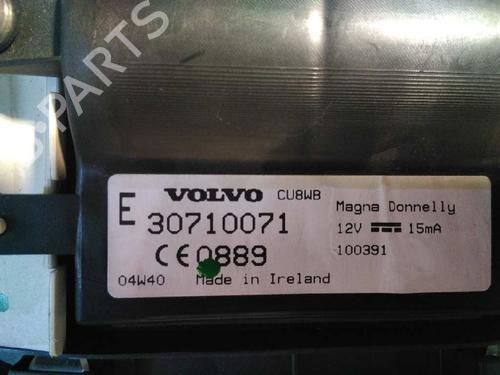 B-PARTS
VOLVO CU8WB
E 30710071
CE0889
04W40 Made in Ireland
Magna Donnelly
12V 15mA
100391